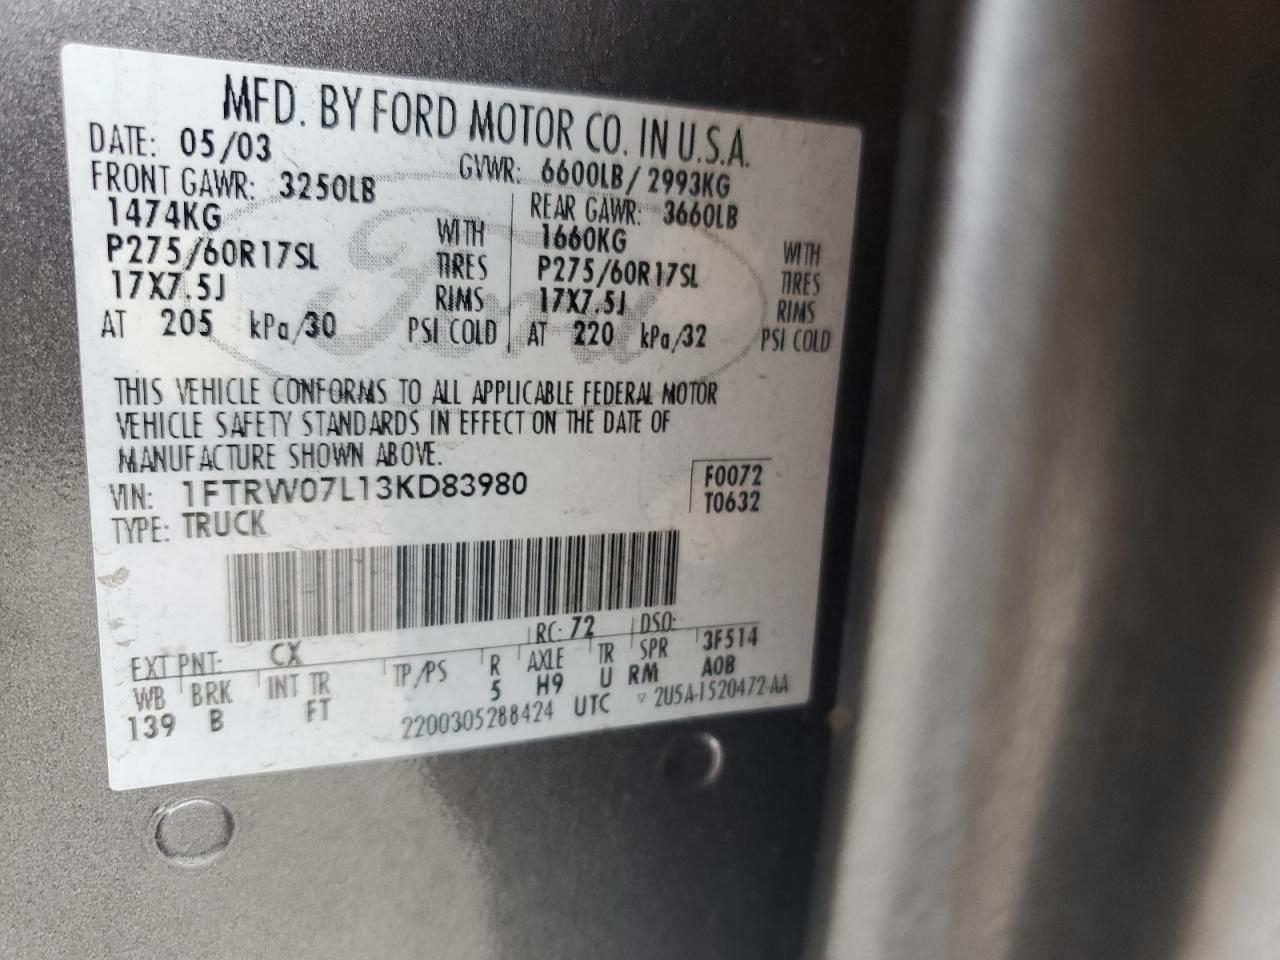 MFD. BY FORD MOTOR CO. IN U.S.A.
DATE: 05/03 GVWR: 6600LB/2993KG
FRONT GAWR: 3250LB REAR GAWR: 3660LB
1474KG WITH 1660KG WITH
P275/60R17SL TIRES P275/60R17SL TIRES
17X7.5J RIMS 17X7.5J RIMS
AT 205 kPa/30 PSI COLD AT 220 kPa/32 PSI COLD
Ford
THIS VEHICLE CONFORMS TO ALL APPLICABLE FEDERAL MOTOR
VEHICLE SAFETY STANDARDS IN EFFECT ON THE DATE OF
MANUFACTURE SHOWN ABOVE.
VIN: 1FTRW07L13KD83980 F0072
TYPE: TRUCK T0632
EXT PNT: CX RC: 72 DSO:
WB BRK INT TR TP/PS R AXLE TR SPR 3F514
139 B FT 5 H9 U RM A0B
2200305288424 UTC ▽ 2U5A-1520472-AA